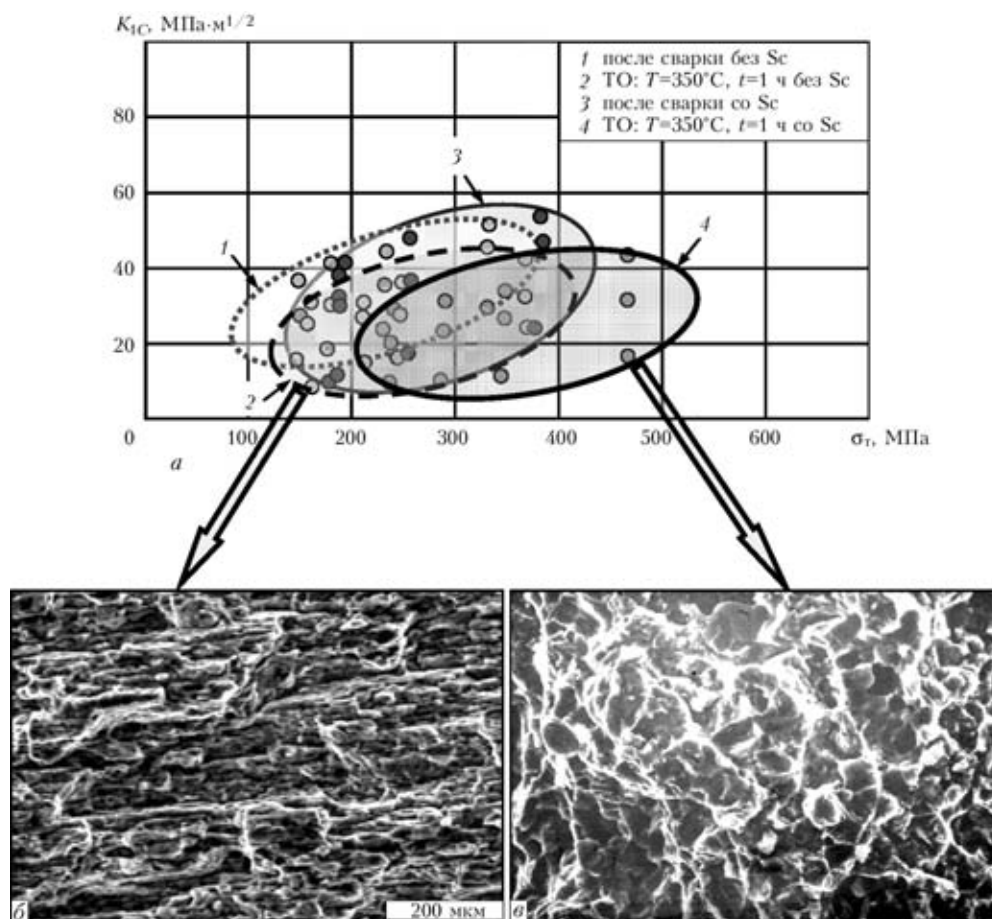 K1C, МПа·м1/2
1 после сварки без Sc
2 ТО: T=350°C, t=1 ч без Sc
3 после сварки со Sc
4 ТО: T=350°C, t=1 ч со Sc
80
60
3
4
1
40
20
2
0 100 200 300 400 500 600 σт, МПа
а
б 200 мкм в